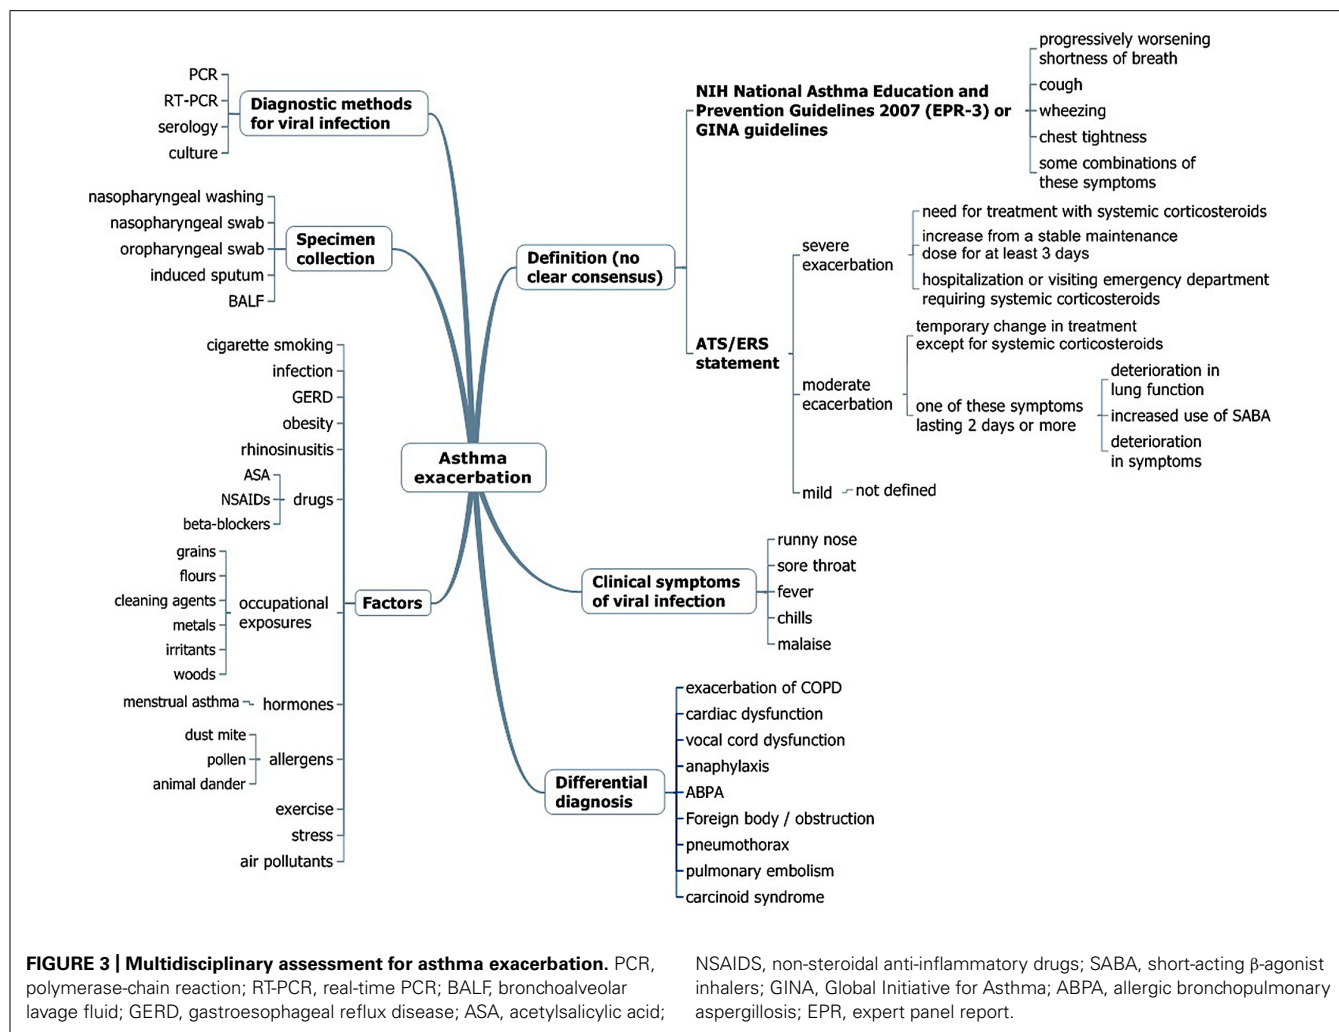 PCR
RT-PCR
serology
culture
Diagnostic methods
for viral infection
nasopharyngeal washing
nasopharyngeal swab
oropharyngeal swab
induced sputum
BALF
Specimen
collection
cigarette smoking
infection
GERD
obesity
rhinosinusitis
ASA
NSAIDs
beta-blockers
drugs
grains
flours
cleaning agents
metals
irritants
woods
occupational
exposures
menstrual asthma
hormones
dust mite
pollen
animal dander
allergens
exercise
stress
air pollutants
Factors
Asthma
exacerbation
Definition (no
clear consensus)
NIH National Asthma Education and
Prevention Guidelines 2007 (EPR-3) or
GINA guidelines
progressively worsening
shortness of breath
cough
wheezing
chest tightness
some combinations of
these symptoms
ATS/ERS
statement
severe
exacerbation
need for treatment with systemic corticosteroids
increase from a stable maintenance
dose for at least 3 days
hospitalization or visiting emergency department
requiring systemic corticosteroids
moderate
ecacerbation
temporary change in treatment
except for systemic corticosteroids
one of these symptoms
lasting 2 days or more
deterioration in
lung function
increased use of SABA
deterioration
in symptoms
mild
not defined
Clinical symptoms
of viral infection
runny nose
sore throat
fever
chills
malaise
Differential
diagnosis
exacerbation of COPD
cardiac dysfunction
vocal cord dysfunction
anaphylaxis
ABPA
Foreign body / obstruction
pneumothorax
pulmonary embolism
carcinoid syndrome
FIGURE 3 | Multidisciplinary assessment for asthma exacerbation. PCR,
polymerase-chain reaction; RT-PCR, real-time PCR; BALF, bronchoalveolar
lavage fluid; GERD, gastroesophageal reflux disease; ASA, acetylsalicylic acid;
NSAIDS, non-steroidal anti-inflammatory drugs; SABA, short-acting β-agonist
inhalers; GINA, Global Initiative for Asthma; ABPA, allergic bronchopulmonary
aspergillosis; EPR, expert panel report.